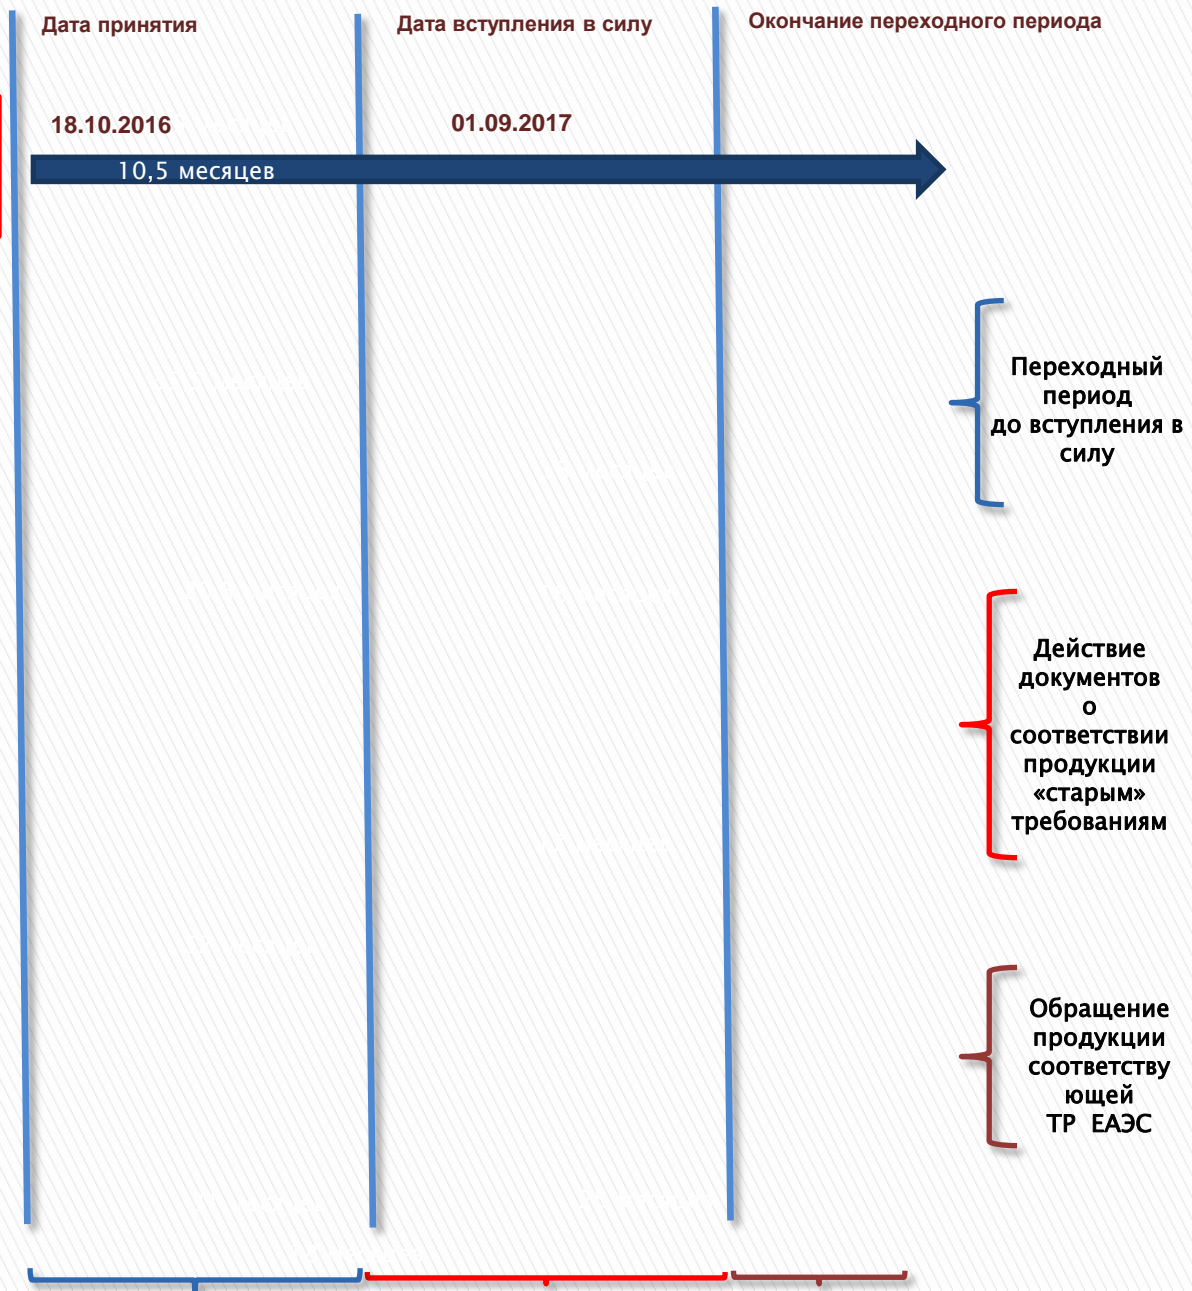 Дата принятия
Дата вступления в силу
Окончание переходного периода
18.10.2016
01.09.2017
10,5 месяцев
Переходный
период
до вступления в
силу
Действие
документов
о
соответствии
продукции
«старым»
требованиям
Обращение
продукции
соответству
ющей
ТР ЕАЭС